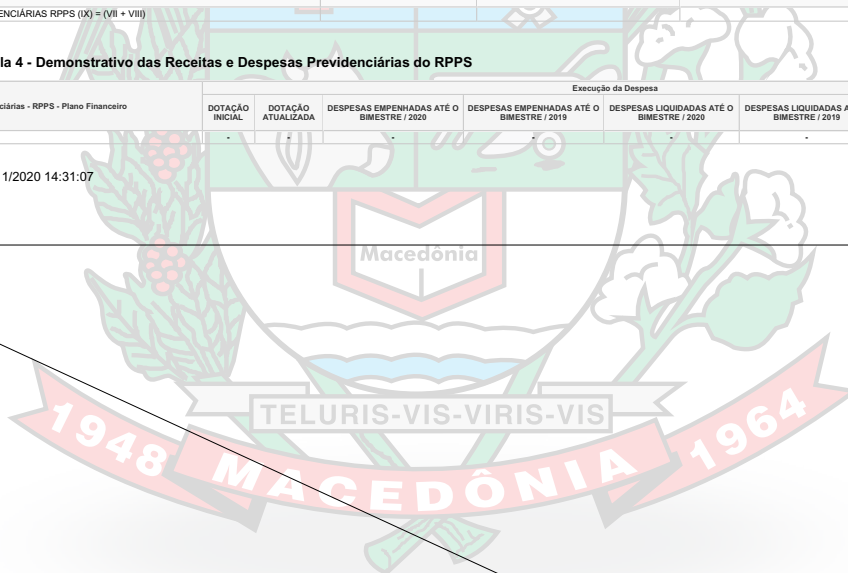 ENCIÁRIAS RPPS (IX) = (VII + VIII)
la 4 - Demonstrativo das Receitas e Despesas Previdenciárias do RPPS
Execução da Despesa
ciárias - RPPS - Plano Financeiro
DOTAÇÃO INICIAL
DOTAÇÃO ATUALIZADA
DESPESAS EMPENHADAS ATÉ O BIMESTRE / 2020
DESPESAS EMPENHADAS ATÉ O BIMESTRE / 2019
DESPESAS LIQUIDADAS ATÉ O BIMESTRE / 2020
DESPESAS LIQUIDADAS A
BIMESTRE / 2019
- - - - - -
1/2020 14:31:07
Macedônia
TELURIS-VIS-VIRIS-VIS
1948 MACEDÔNIA 1964